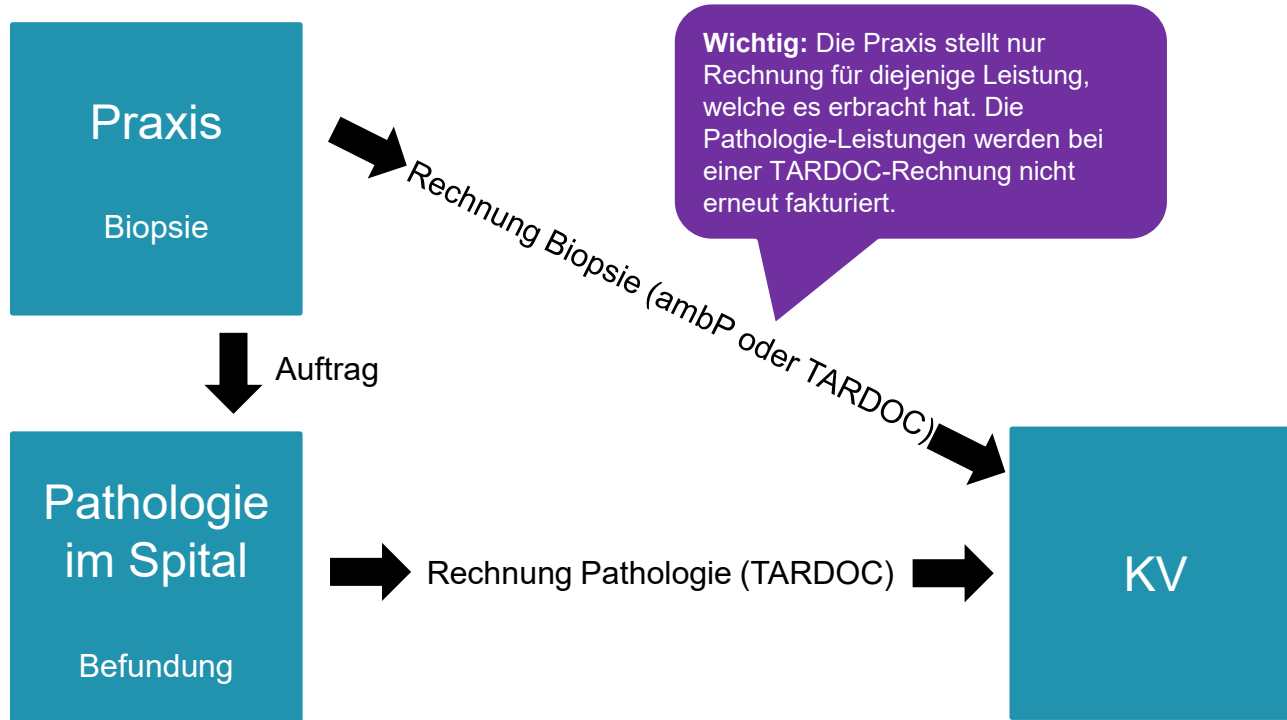 Praxis
Biopsie
Wichtig: Die Praxis stellt nur
Rechnung für diejenige Leistung,
welche es erbracht hat. Die
Pathologie-Leistungen werden bei
einer TARDOC-Rechnung nicht
erneut fakturiert.
Rechnung Biopsie (ambP oder TARDOC)
Auftrag
Pathologie
im Spital
Befundung
Rechnung Pathologie (TARDOC)
KV